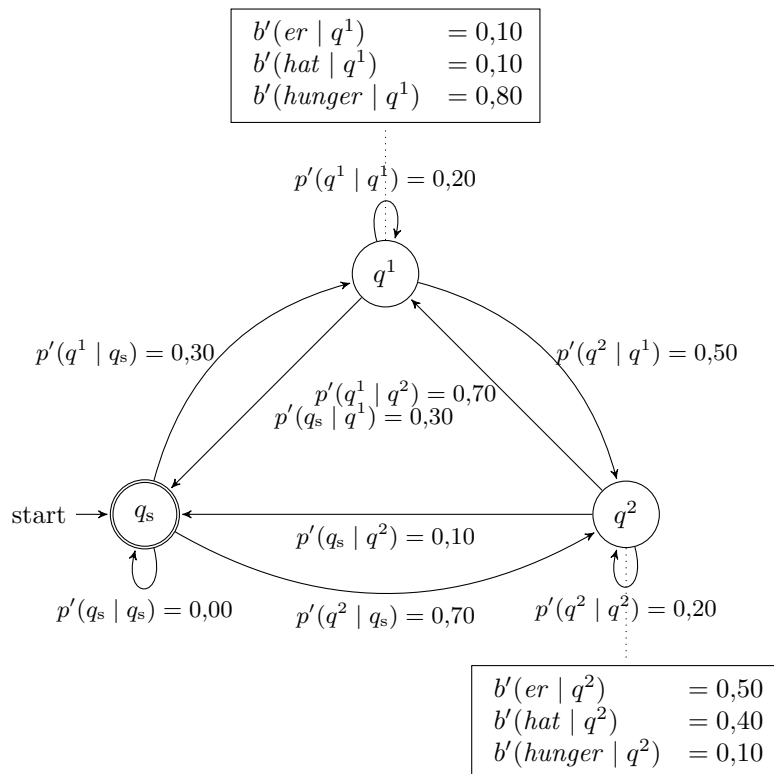 b′(er | q¹) = 0,10
b′(hat | q¹) = 0,10
b′(hunger | q¹) = 0,80
p′(q¹ | q¹) = 0,20
q¹
p′(q¹ | qₛ) = 0,30
p′(q² | q¹) = 0,50
p′(q¹ | q²) = 0,70
p′(qₛ | q¹) = 0,30
start
qₛ
q²
p′(qₛ | q²) = 0,10
p′(qₛ | qₛ) = 0,00
p′(q² | qₛ) = 0,70
p′(q² | q²) = 0,20
b′(er | q²) = 0,50
b′(hat | q²) = 0,40
b′(hunger | q²) = 0,10